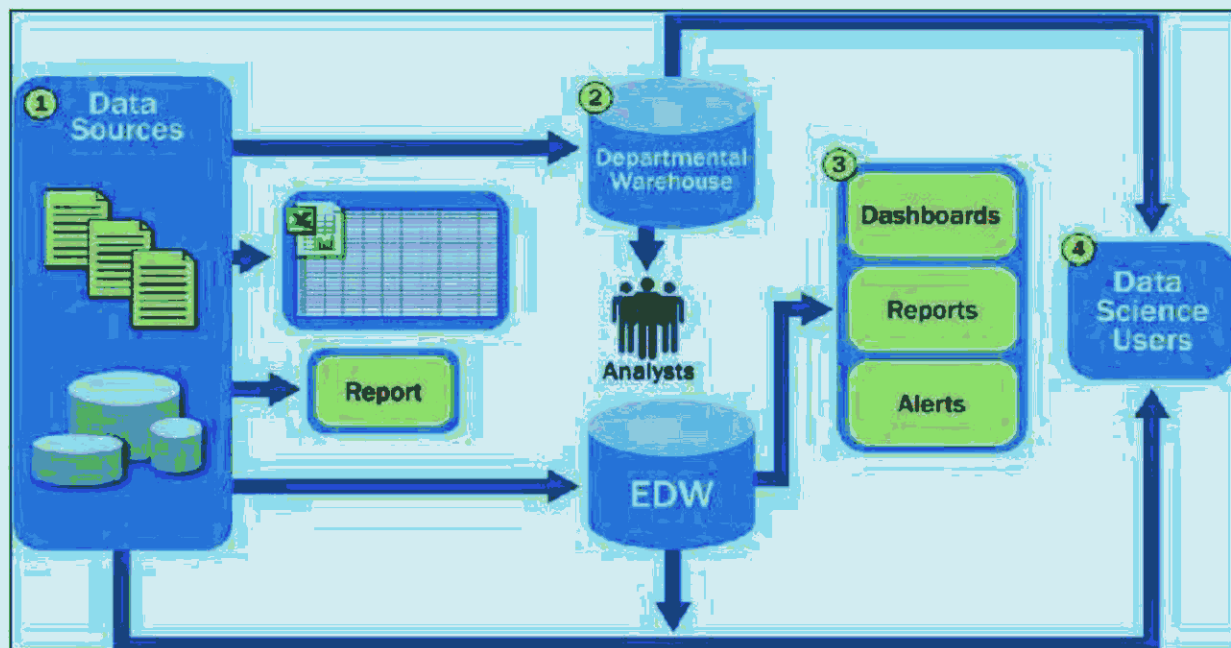 1
Data
Sources
2
Departmental
Warehouse
3
Dashboards
Reports
Alerts
4
Data
Science
Users
Report
Analysts
EDW